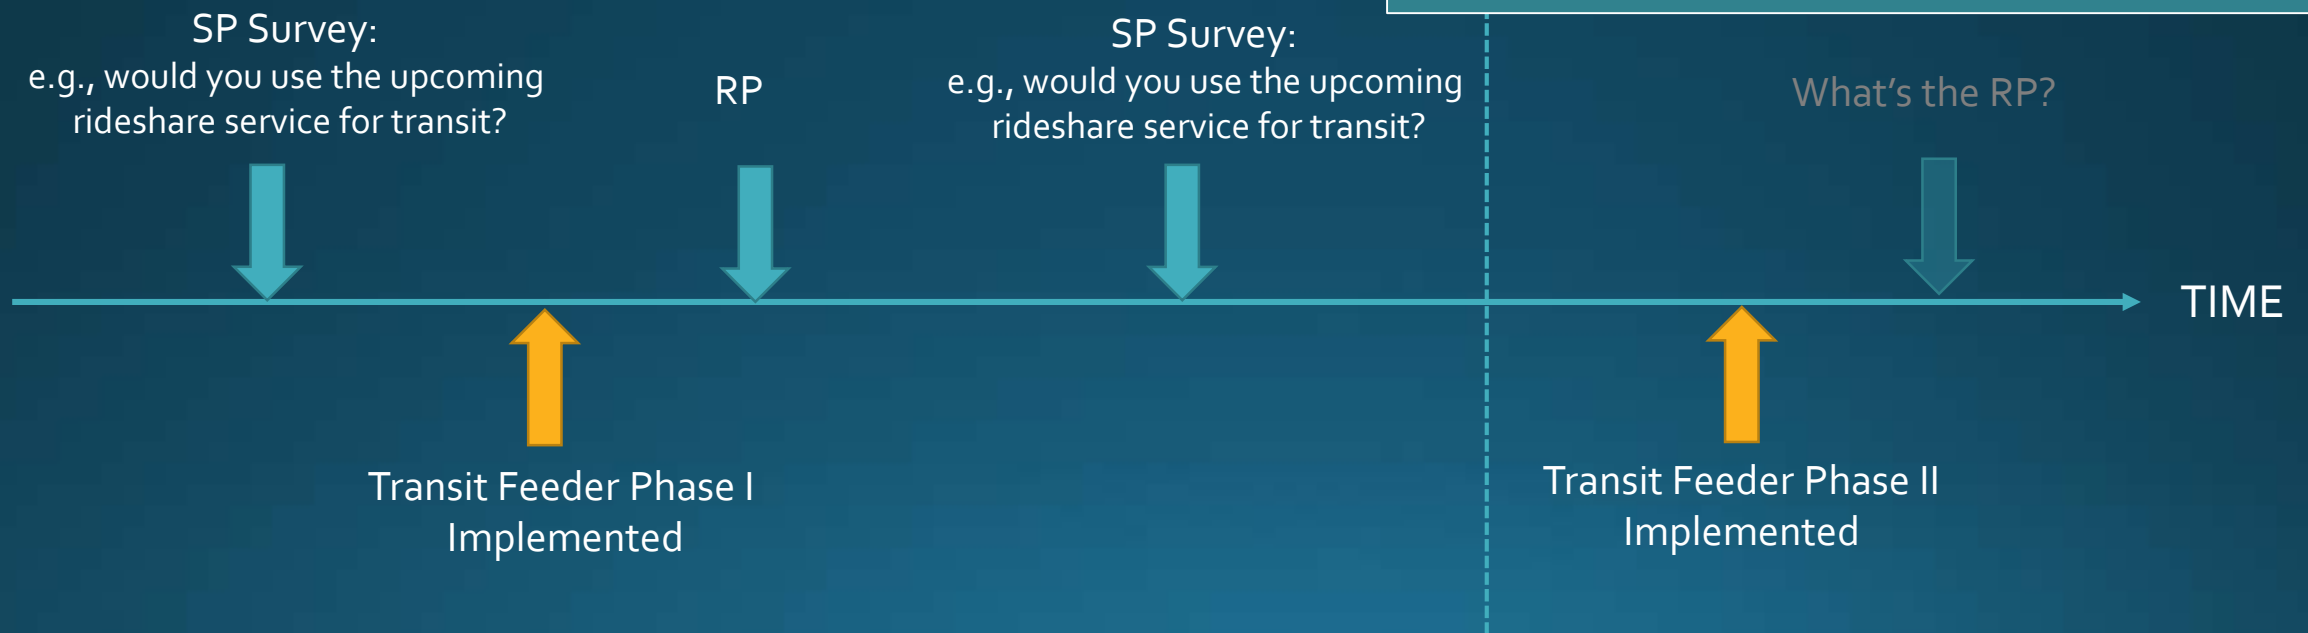 SP Survey:
e.g., would you use the upcoming
rideshare service for transit?
RP
SP Survey:
e.g., would you use the upcoming
rideshare service for transit?
What's the RP?
TIME
Transit Feeder Phase I
Implemented
Transit Feeder Phase II
Implemented